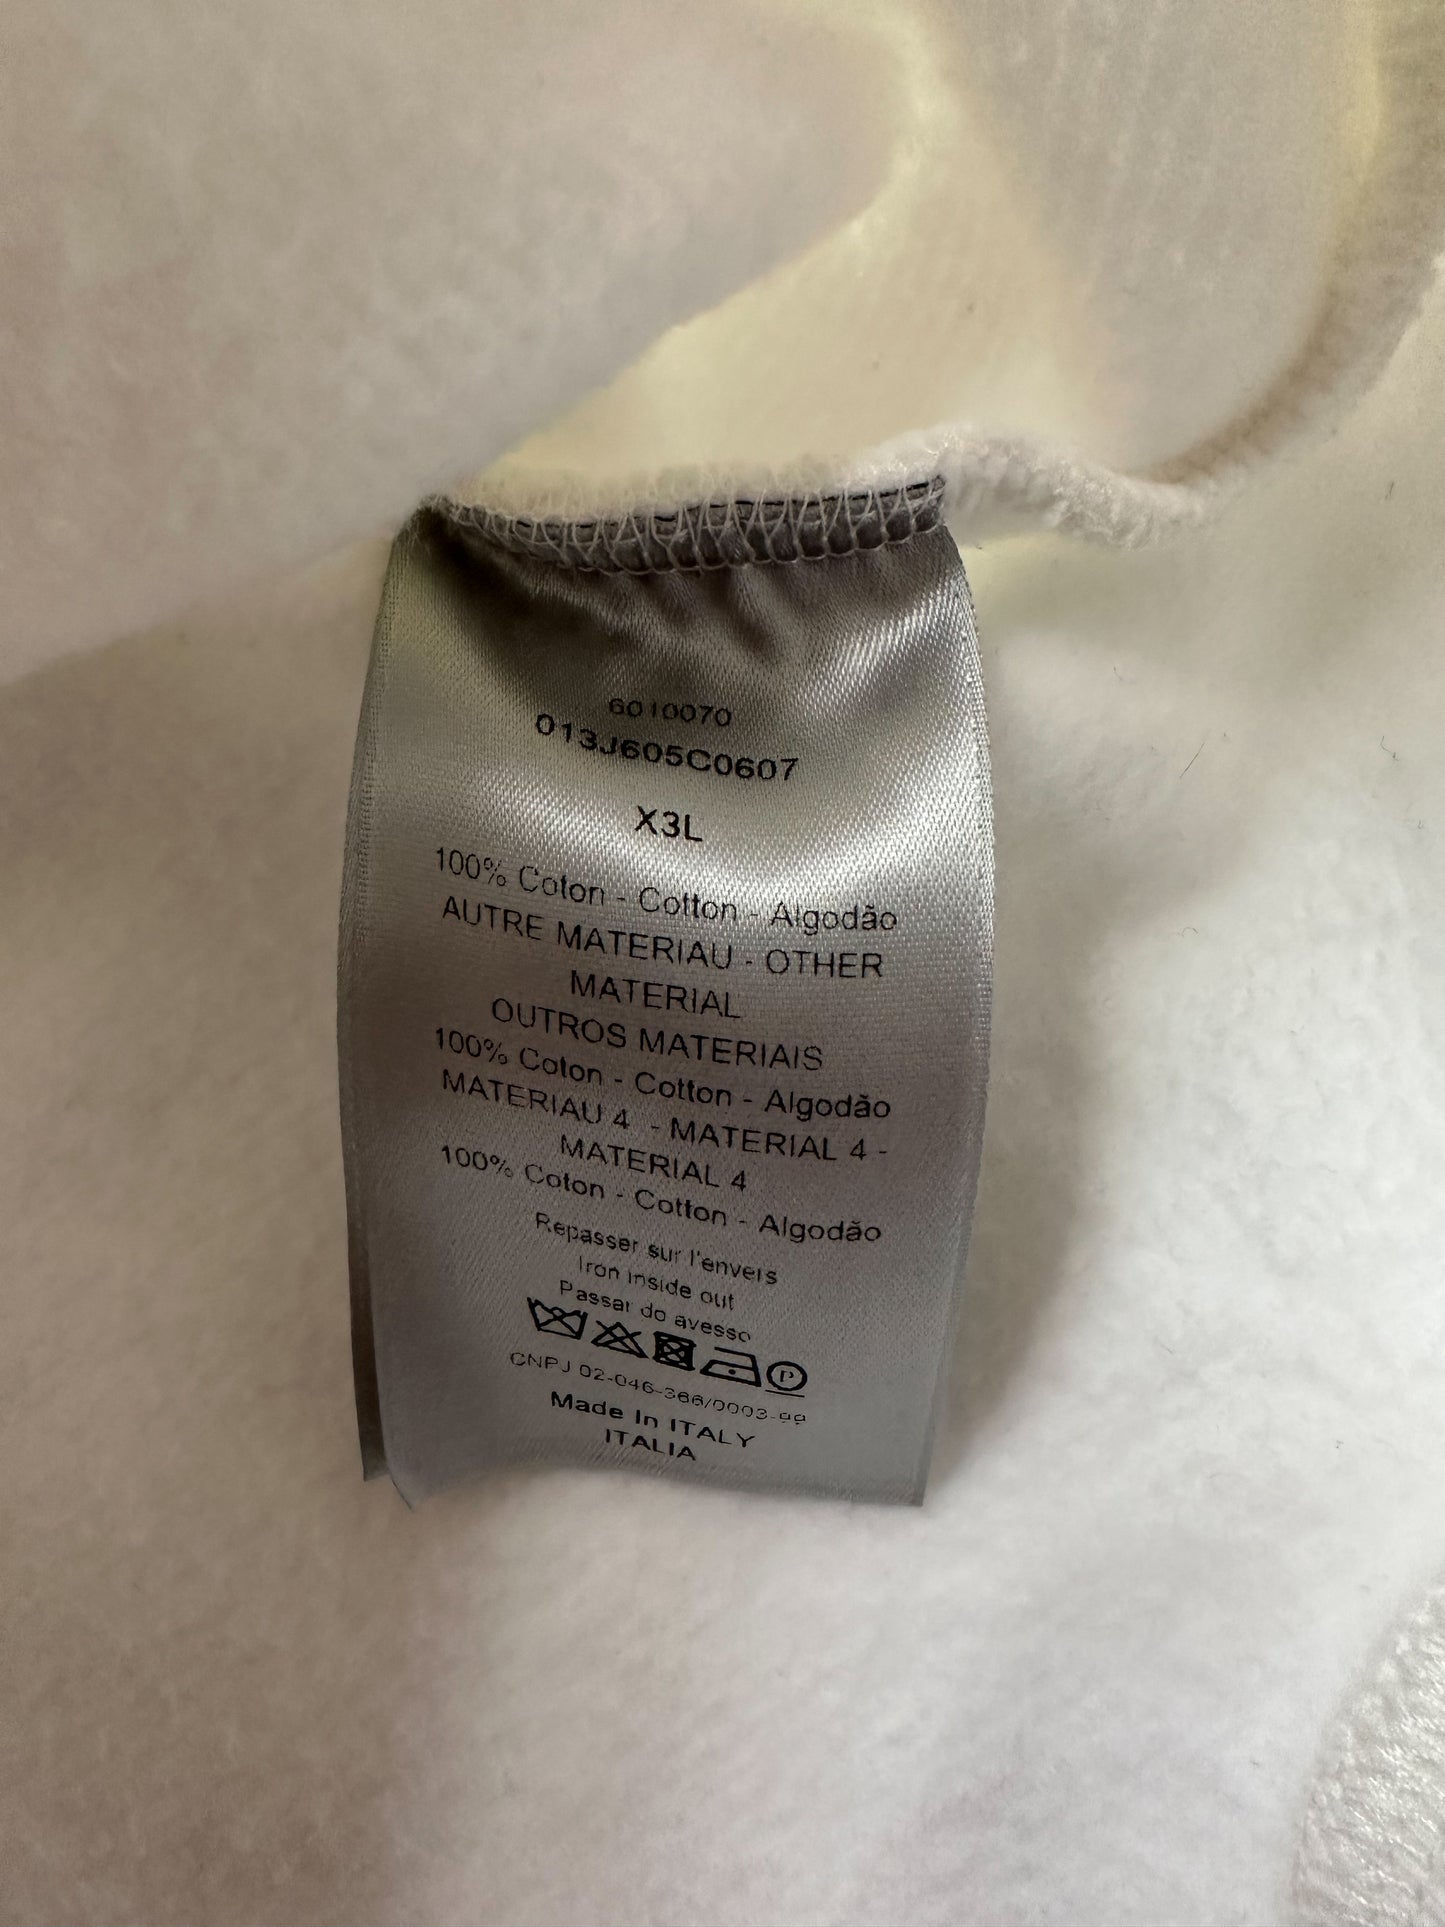 6010070
013J605C0607
X3L
100% Coton - Cotton - Algodão
AUTRE MATERIAU - OTHER
MATERIAL
OUTROS MATERIAIS
100% Coton - Cotton - Algodão
MATERIAU 4 - MATERIAL 4 -
MATERIAL 4
100% Coton - Cotton - Algodão
Repasser sur l'envers
Iron inside out
Passar do avesso
P
CNPJ 02-046-366/0003-99
Made In ITALY
ITALIA